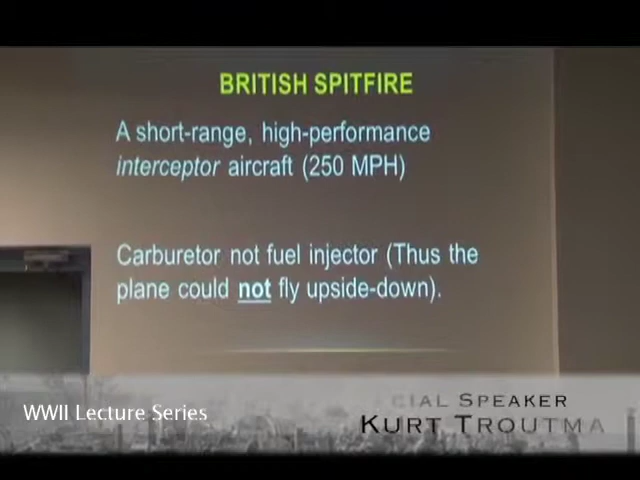 BRITISH SPITFIRE
A short-range, high-performance
interceptor aircraft (250 MPH)
Carburetor not fuel injector (Thus the
plane could not fly upside-down).
WWII Lecture Series
CIAL SPEAKER
KURT TROUTMA